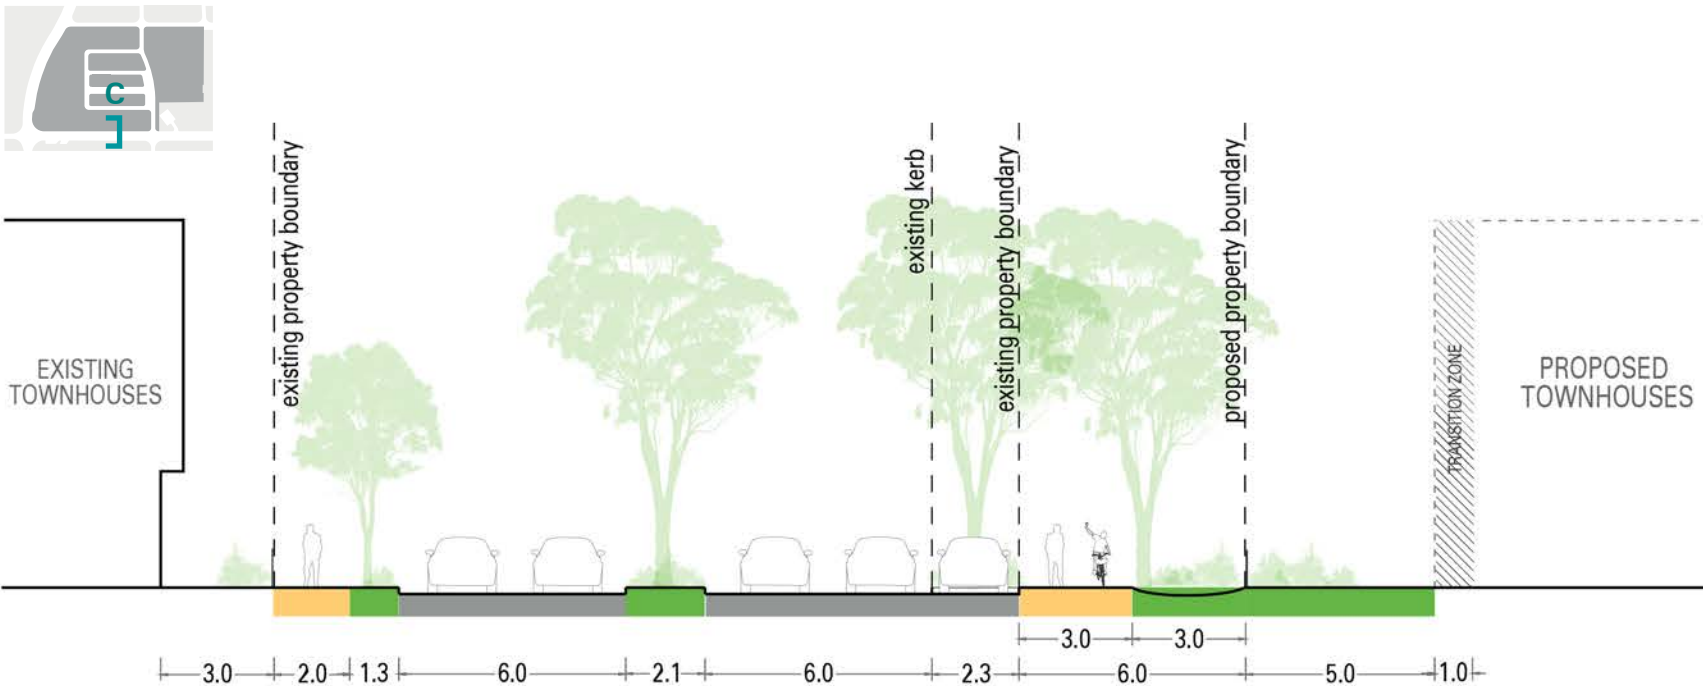 C
existing property boundary
existing kerb
existing property boundary
proposed property boundary
EXISTING
TOWNHOUSES
TRANSITION ZONE
PROPOSED
TOWNHOUSES
3.0
3.0
3.0
2.0
1.3
6.0
2.1
6.0
2.3
6.0
5.0
1.0